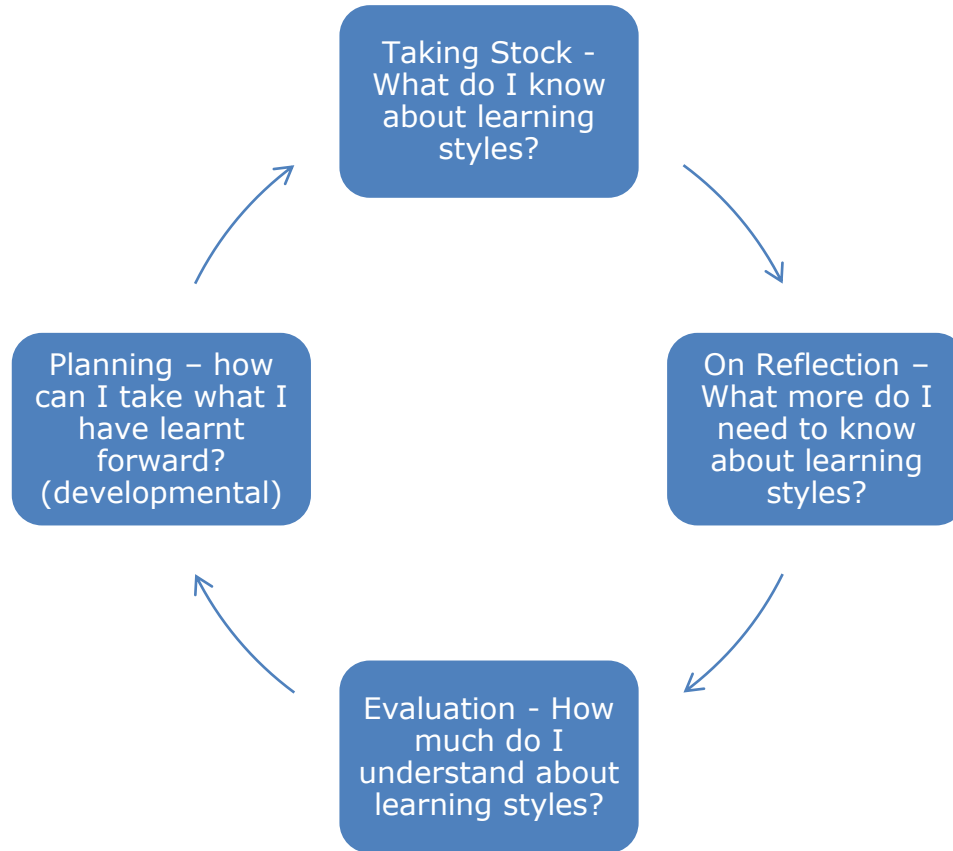 Taking Stock -
What do I know
about learning
styles?
On Reflection –
What more do I
need to know
about learning
styles?
Evaluation - How
much do I
understand about
learning styles?
Planning – how
can I take what I
have learnt
forward?
(developmental)